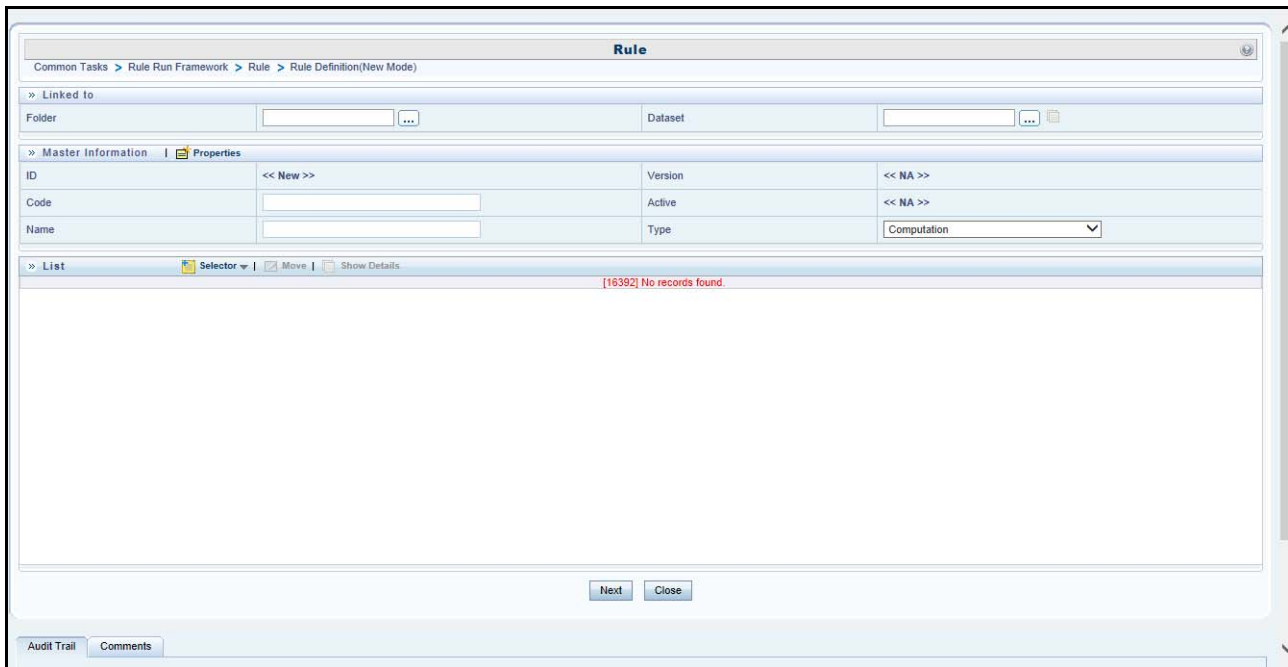 Rule
Common Tasks > Rule Run Framework > Rule > Rule Definition(New Mode)
» Linked to
Folder ... Dataset ...
» Master Information | Properties
ID << New >> Version << NA >>
Code Active << NA >>
Name Type Computation
» List Selector | Move | Show Details
[16392] No records found.
Next Close
Audit Trail Comments